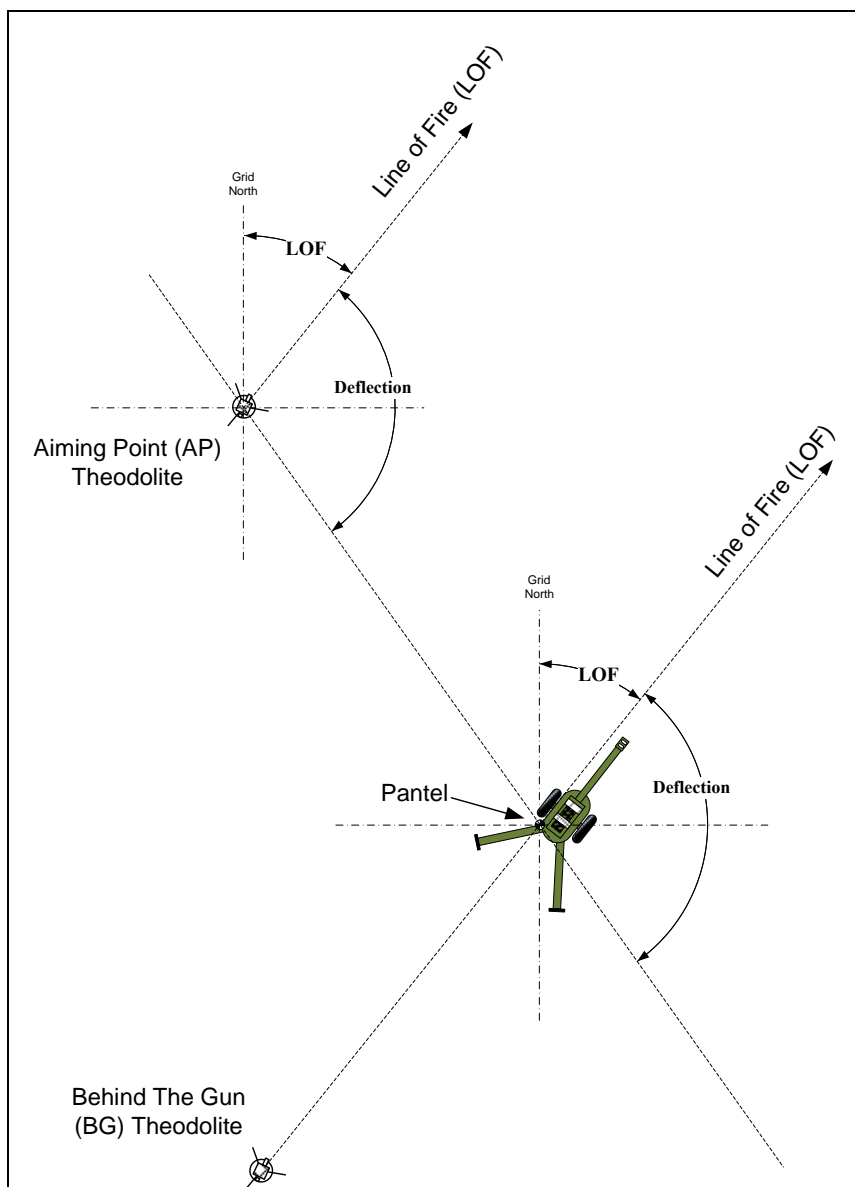 Line of Fire (LOF)
Grid
North
LOF
Deflection
Aiming Point (AP)
Theodolite
Line of Fire (LOF)
Grid
North
LOF
Deflection
Pantel
Behind The Gun
(BG) Theodolite